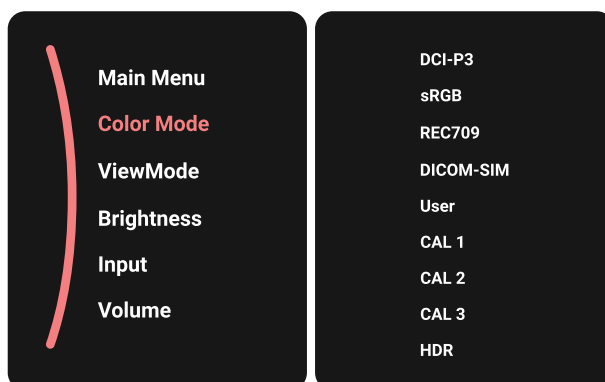 Main Menu
Color Mode
ViewMode
Brightness
Input
Volume
DCI-P3
sRGB
REC709
DICOM-SIM
User
CAL 1
CAL 2
CAL 3
HDR